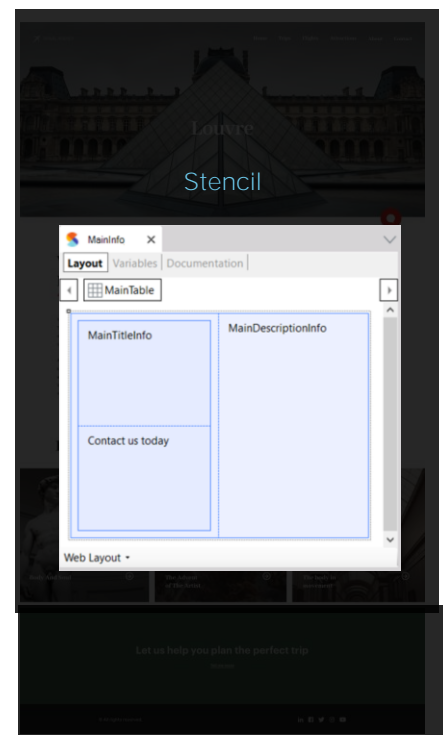 Louvre
Stencil
MainInfo
Layout Variables Documentation
MainTable
MainTitleInfo
MainDescriptionInfo
Contact us today
Web Layout
Let us help you plan the perfect trip